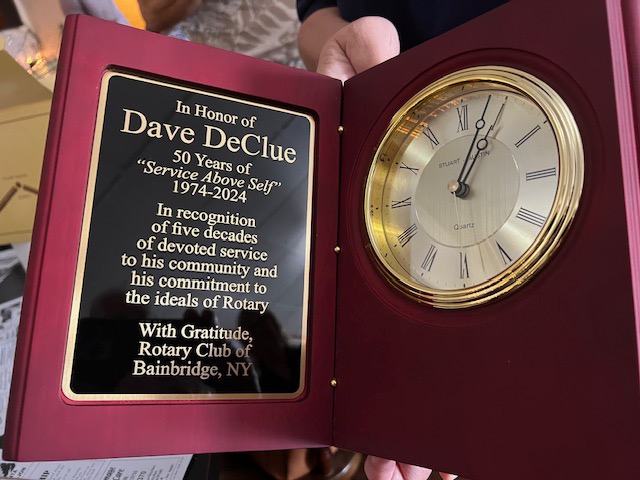 In Honor of
Dave DeClue
50 Years of
"Service Above Self"
1974-2024
In recognition
of five decades
of devoted service
to his community and
his commitment to
the ideals of Rotary
With Gratitude,
Rotary Club of
Bainbridge, NY
XII
STUART
Quartz